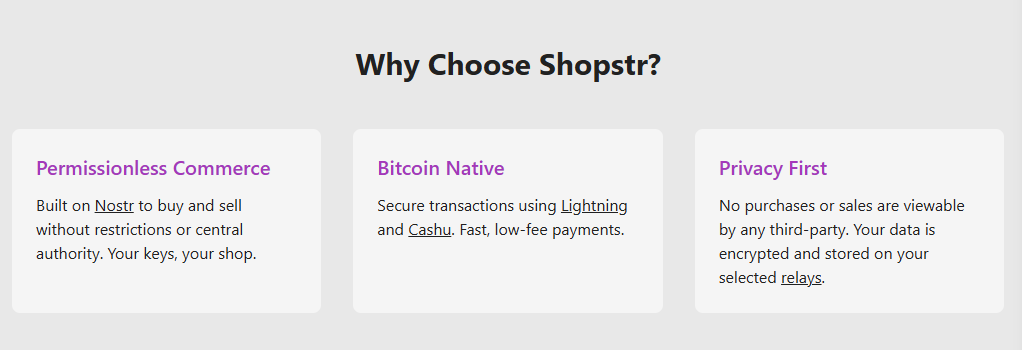 Why Choose Shopstr?
Permissionless Commerce
Built on Nostr to buy and sell
without restrictions or central
authority. Your keys, your shop.
Bitcoin Native
Secure transactions using Lightning
and Cashu. Fast, low-fee payments.
Privacy First
No purchases or sales are viewable
by any third-party. Your data is
encrypted and stored on your
selected relays.